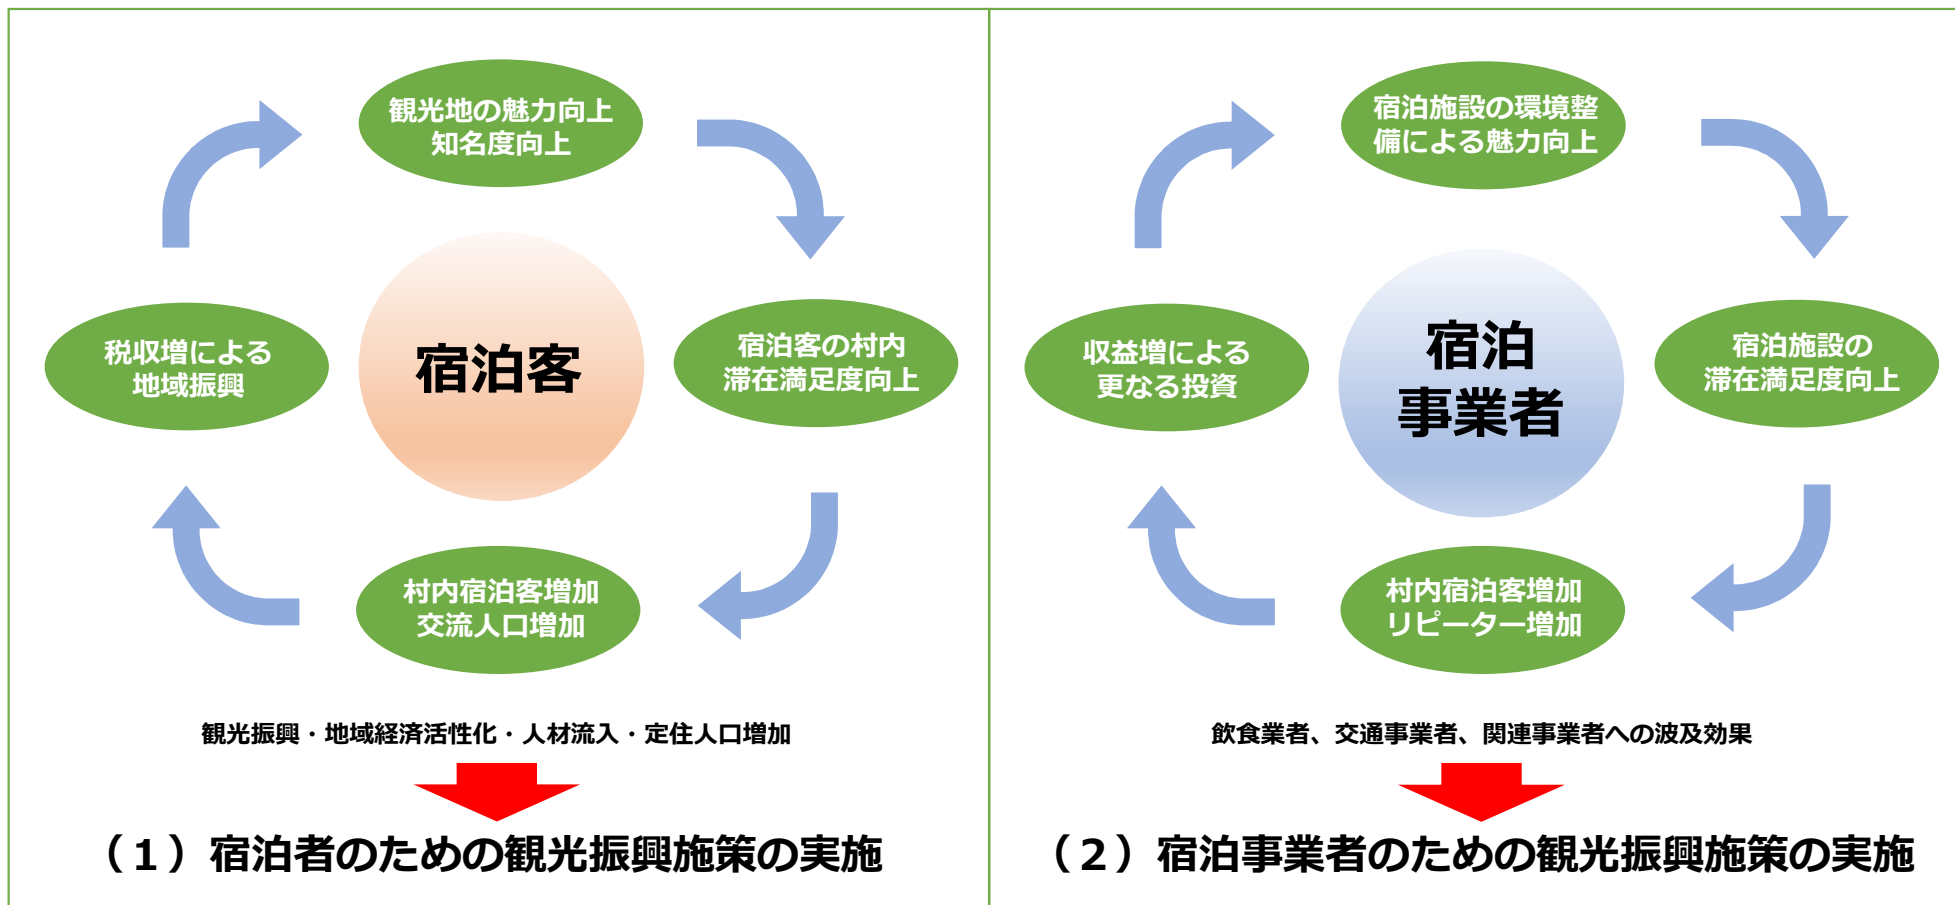 観光地の魅力向上
知名度向上
宿泊客の村内
滞在満足度向上
村内宿泊客増加
交流人口増加
税収増による
地域振興
宿泊客
観光振興・地域経済活性化・人材流入・定住人口増加
（１）宿泊者のための観光振興施策の実施
宿泊施設の環境整
備による魅力向上
宿泊施設の
滞在満足度向上
村内宿泊客増加
リピーター増加
収益増による
更なる投資
宿泊
事業者
飲食業者、交通事業者、関連事業者への波及効果
（２）宿泊事業者のための観光振興施策の実施